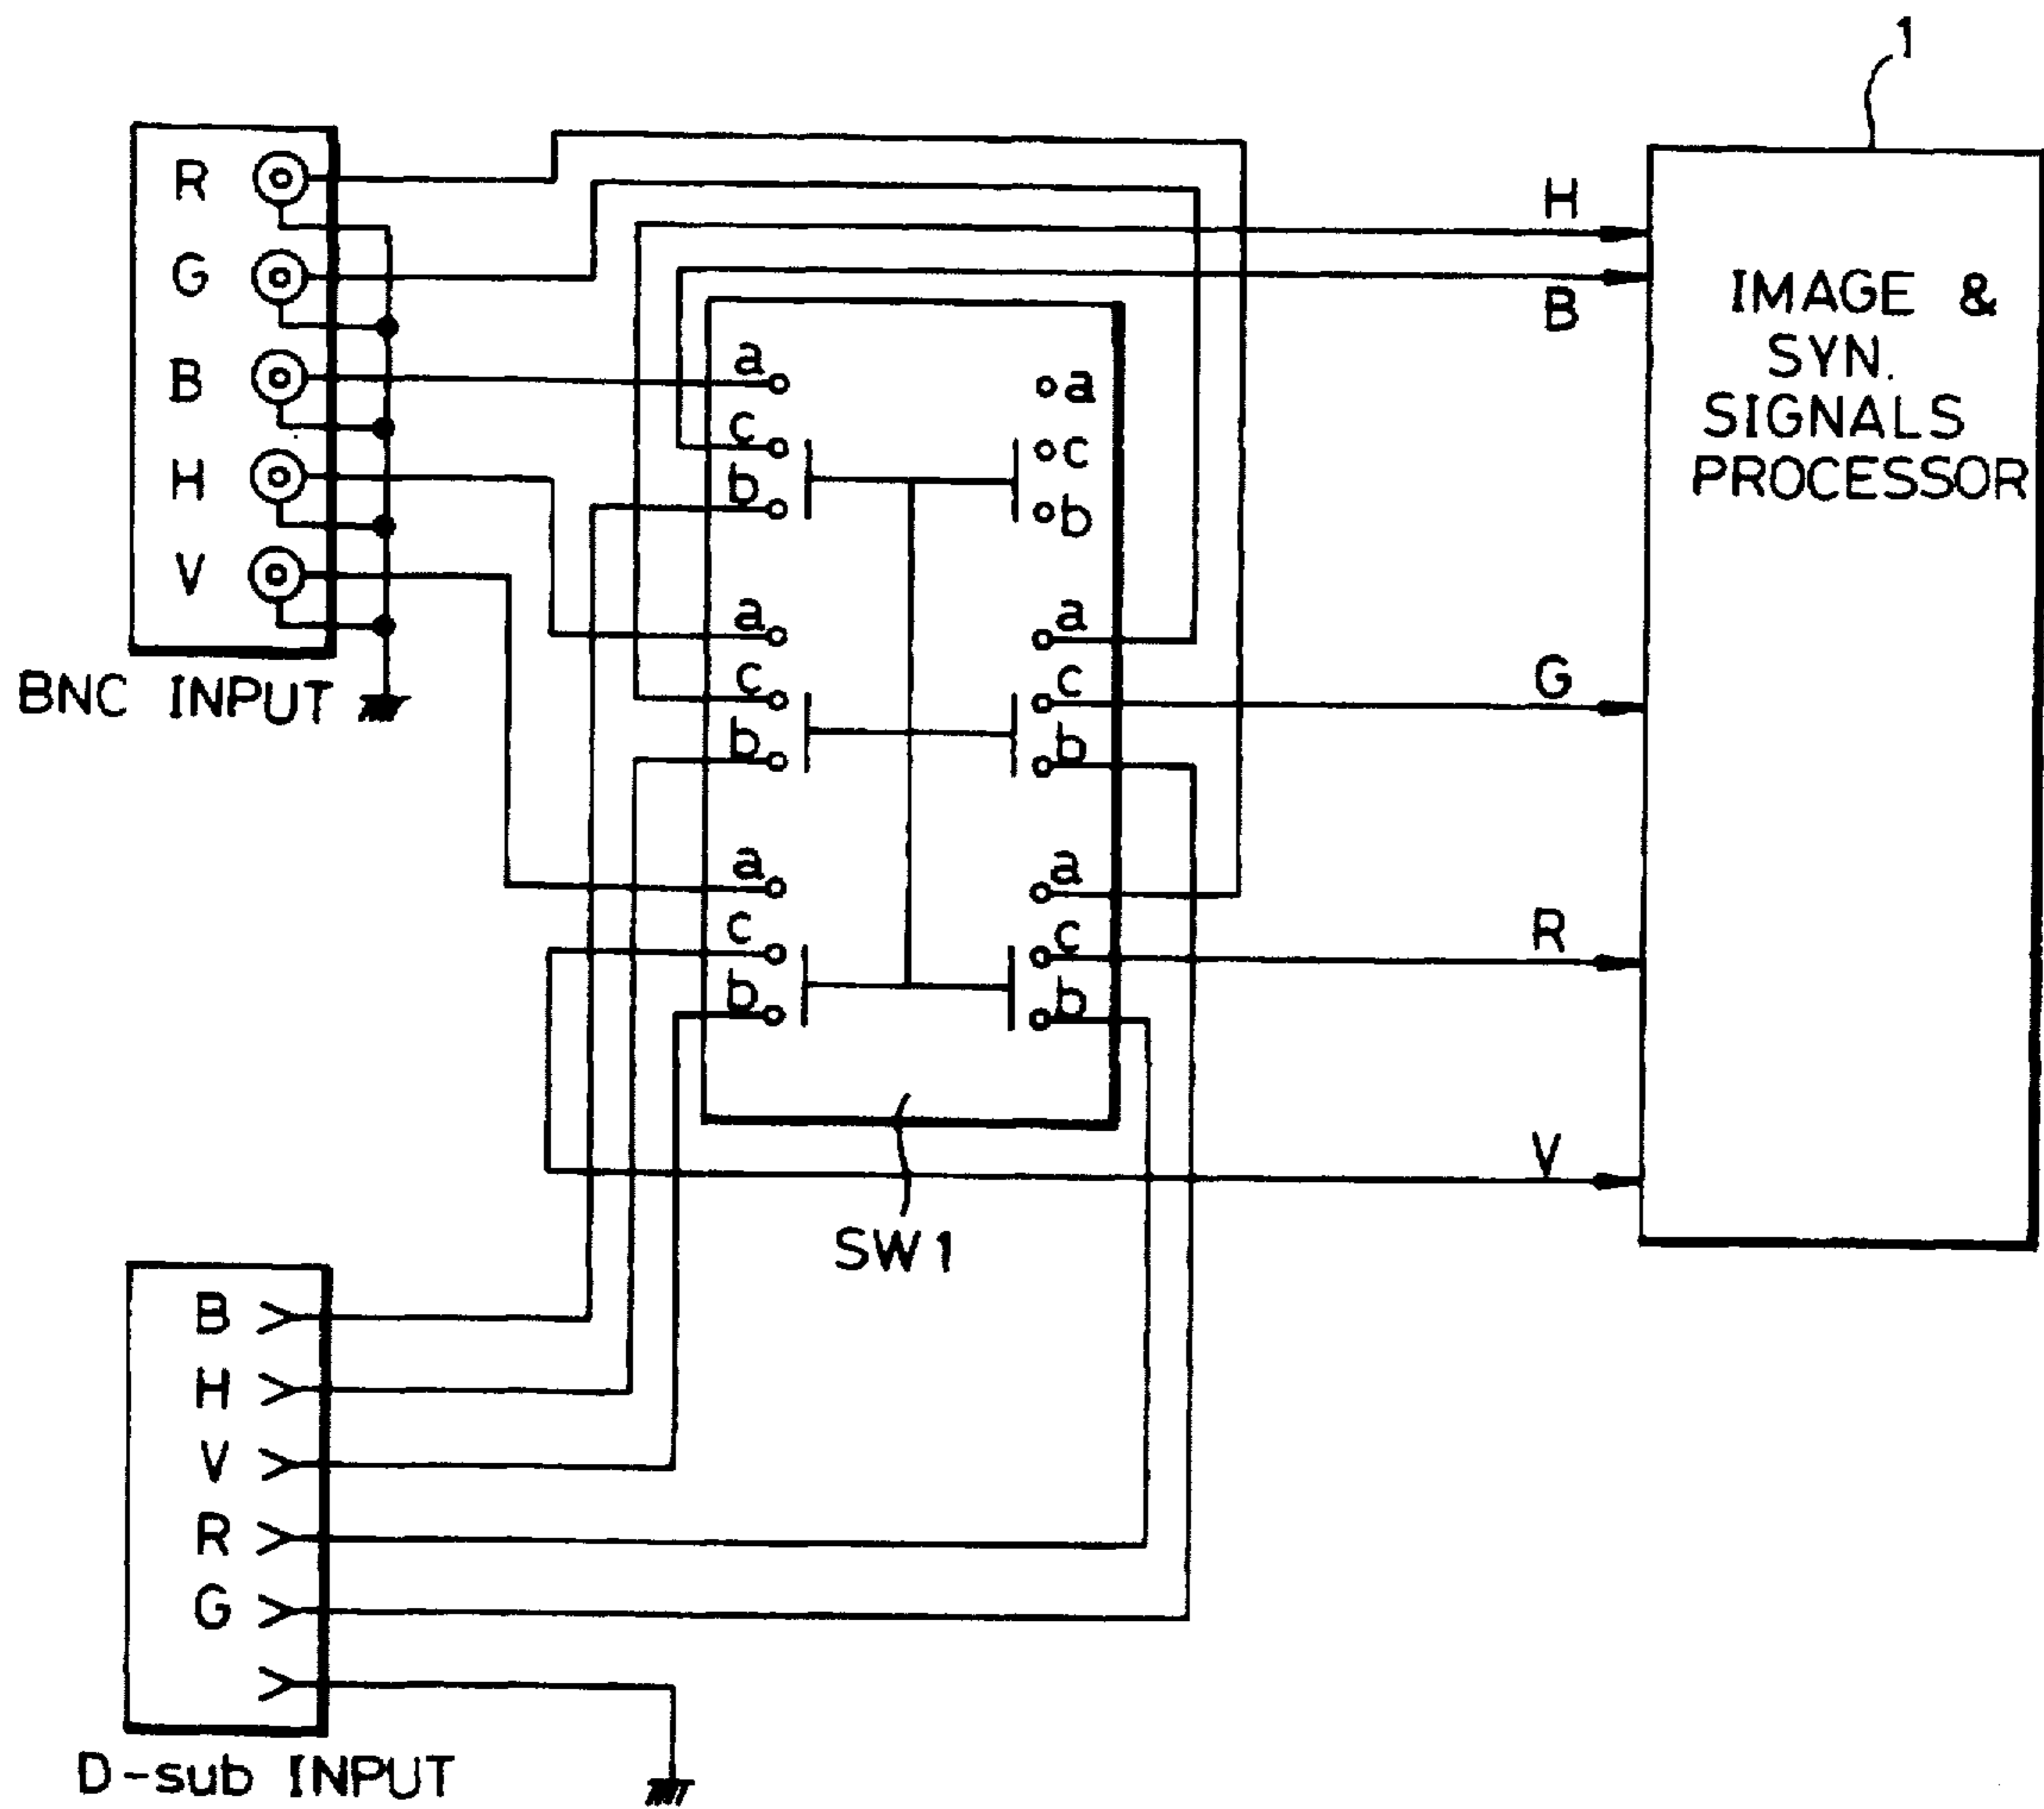 1
R
G
B
H
V
BNC INPUT
H
B
G
R
V
IMAGE &
SYN.
SIGNALS
PROCESSOR
a
c
b
a
c
b
a
c
b
a
c
b
a
c
b
a
c
b
SW1
B
H
V
R
G
D-sub INPUT